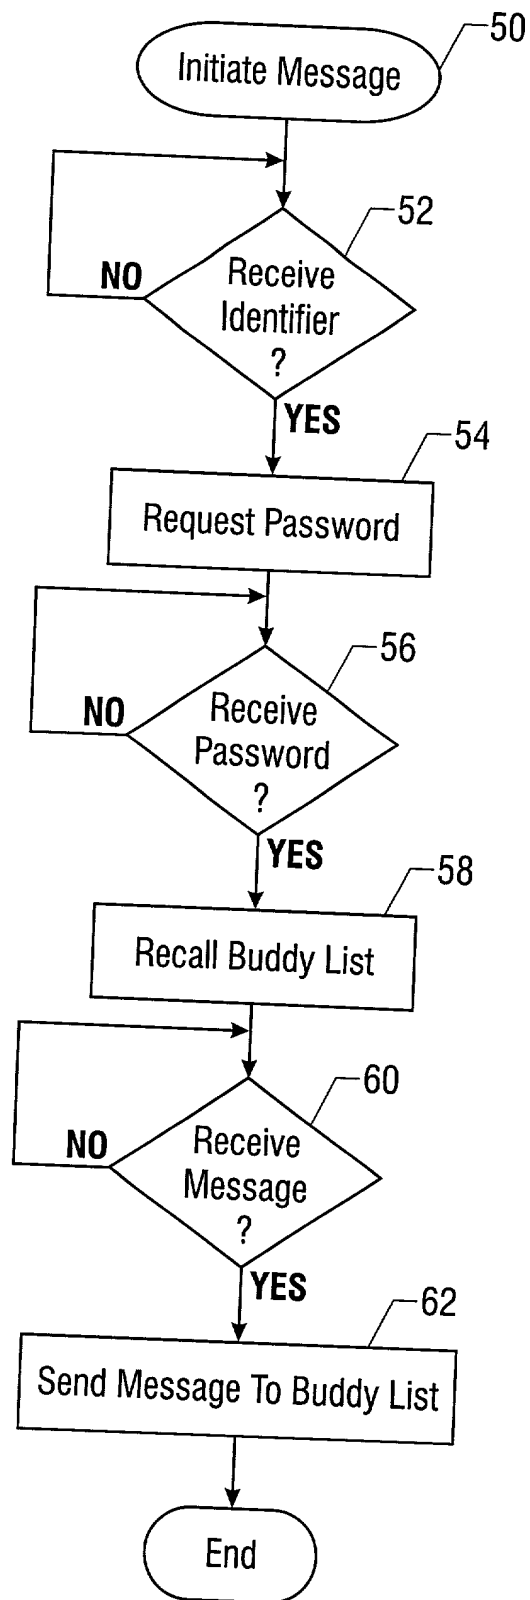 Initiate Message
50
Receive
Identifier
?
52
NO
YES
Request Password
54
Receive
Password
?
56
NO
YES
Recall Buddy List
58
Receive
Message
?
60
NO
YES
Send Message To Buddy List
62
End